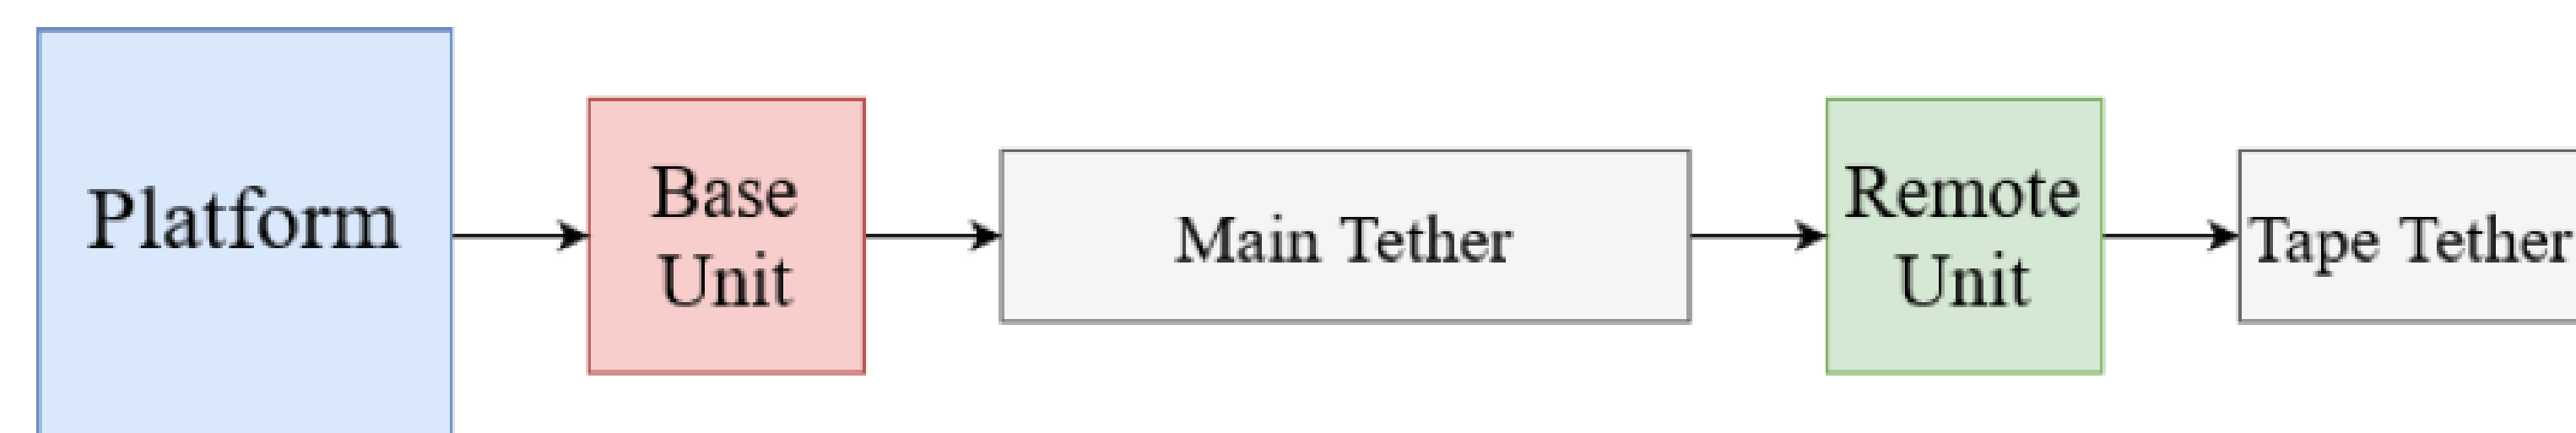 Platform
Base
Unit
Main Tether
Remote
Unit
Tape Tether